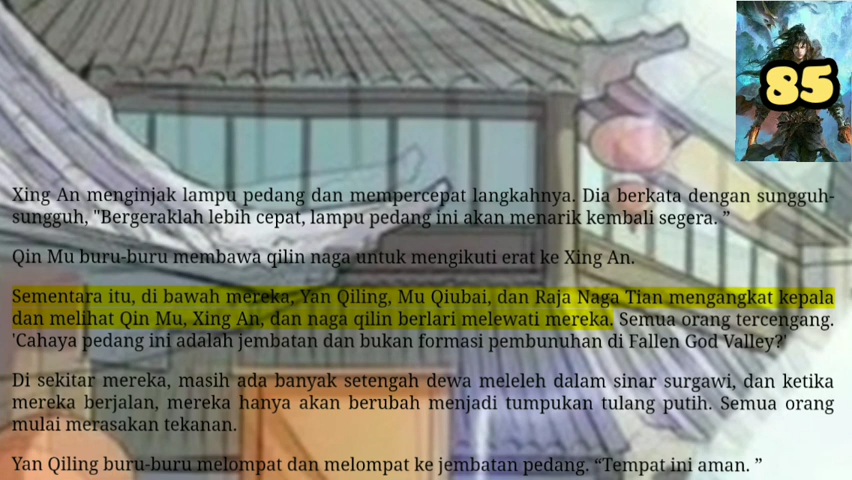 85
Xing An menginjak lampu pedang dan mempercepat langkahnya. Dia berkata dengan sungguh-
sungguh, "Bergeraklah lebih cepat, lampu pedang ini akan menarik kembali segera. ”
Qin Mu buru-buru membawa qilin naga untuk mengikuti erat ke Xing An.
Sementara itu, di bawah mereka, Yan Qiling, Mu Qiubai, dan Raja Naga Tian mengangkat kepala
dan melihat Qin Mu, Xing An, dan naga qilin berlari melewati mereka. Semua orang tercengang.
'Cahaya pedang ini adalah jembatan dan bukan formasi pembunuhan di Fallen God Valley?'
Di sekitar mereka, masih ada banyak setengah dewa meleleh dalam sinar surgawi, dan ketika
mereka berjalan, mereka hanya akan berubah menjadi tumpukan tulang putih. Semua orang
mulai merasakan tekanan.
Yan Qiling buru-buru melompat dan melompat ke jembatan pedang. “Tempat ini aman. ”